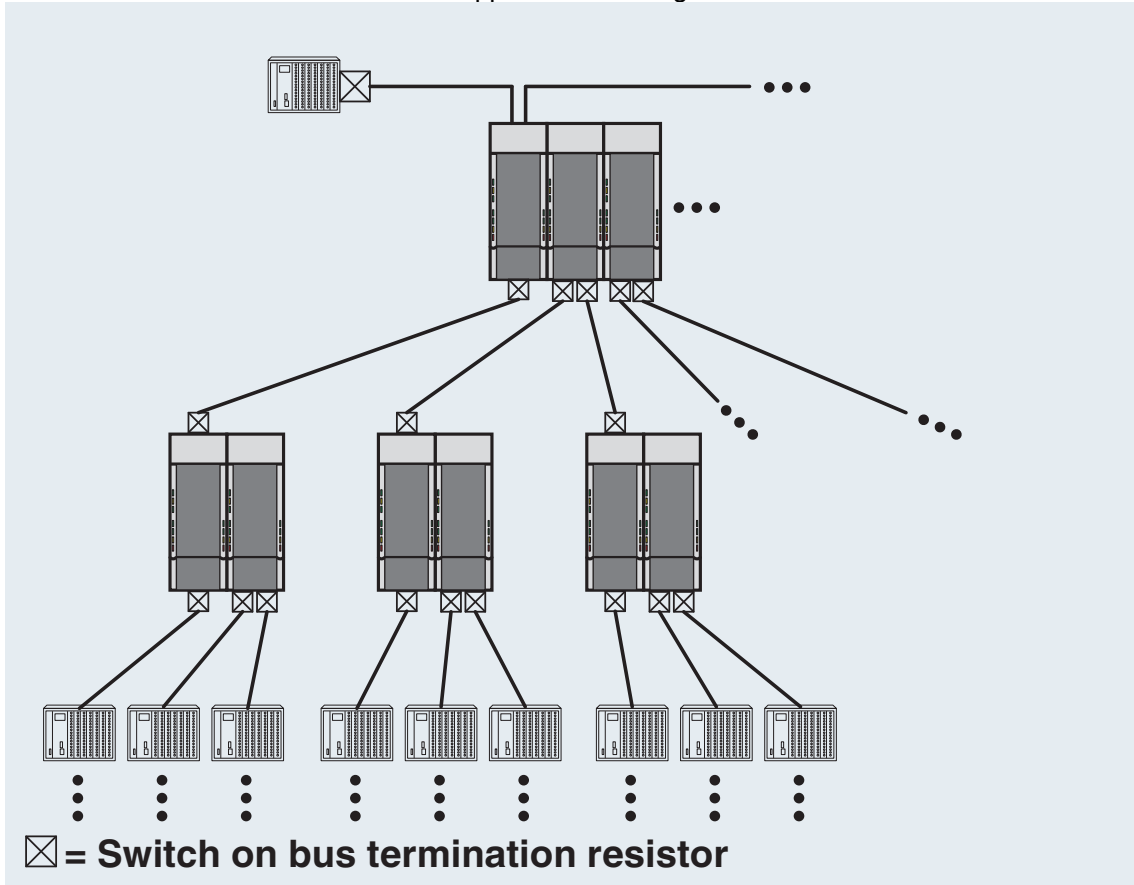 = Switch on bus termination resistor